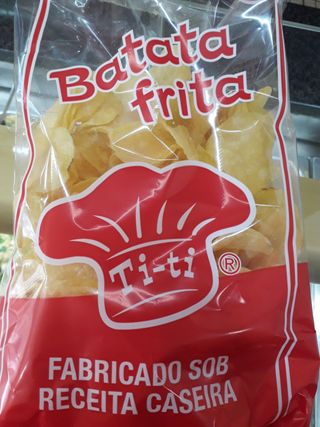 Batata
frita
Ti-ti
®
FABRICADO SOB
RECEITA CASEIRA